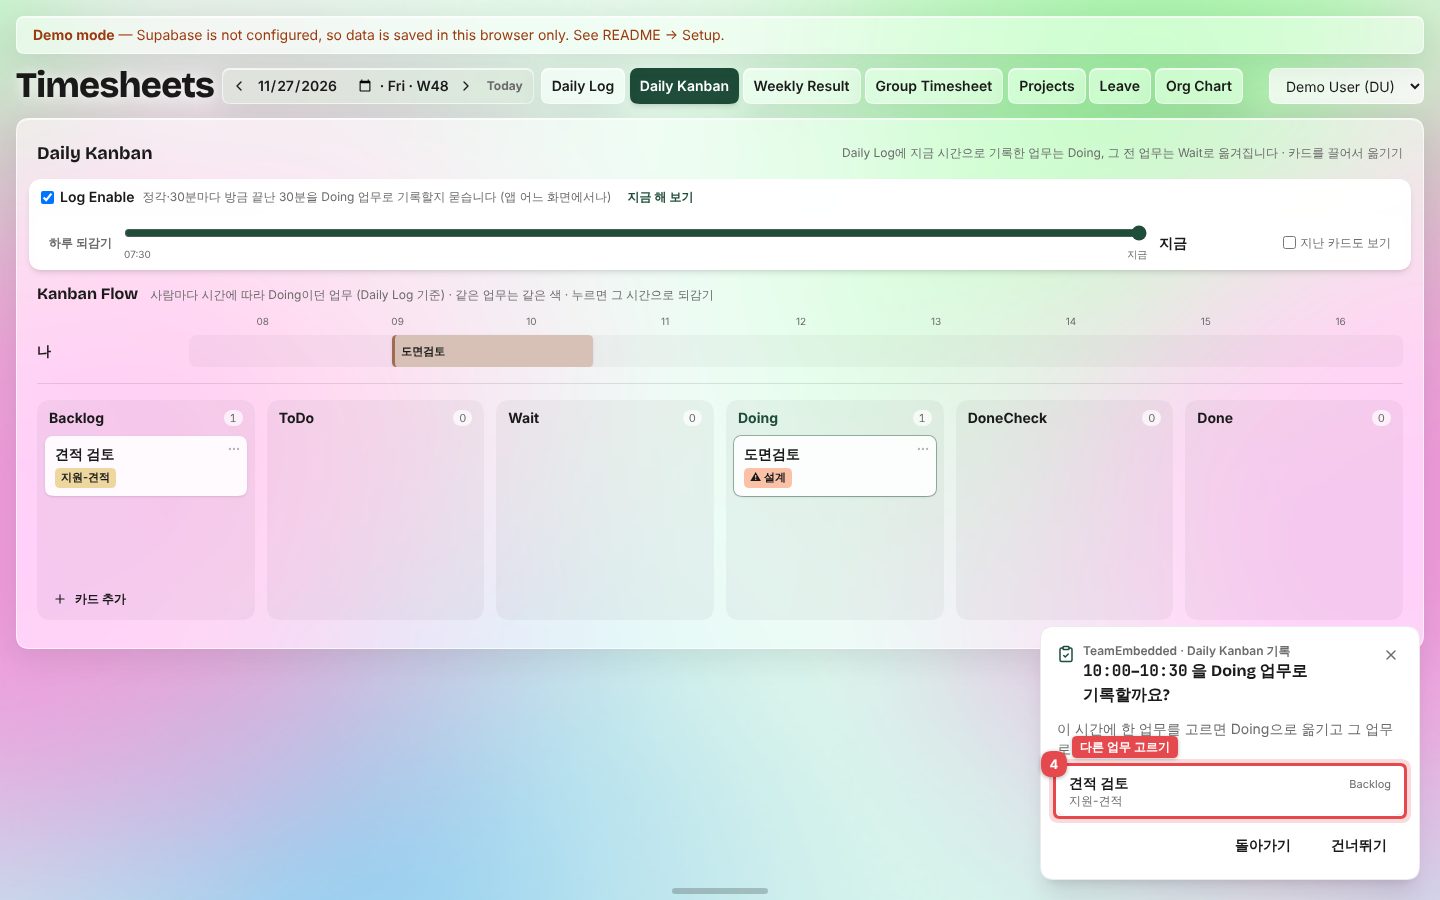 Demo mode — Supabase is not configured, so data is saved in this browser only. See README → Setup.
Timesheets
11/27/2026 · Fri · W48 Today
Daily Log
Daily Kanban
Weekly Result
Group Timesheet
Projects
Leave
Org Chart
Demo User (DU)
Daily Kanban
Daily Log에 지금 시간으로 기록한 업무는 Doing, 그 전 업무는 Wait로 옮겨집니다 · 카드를 끌어서 옮기기
Log Enable 정각·30분마다 방금 끝난 30분을 Doing 업무로 기록할지 묻습니다 (앱 어느 화면에서나) 지금 해 보기
하루 되감기
07:30
지금
지금
지난 카드도 보기
Kanban Flow 사람마다 시간에 따라 Doing이던 업무 (Daily Log 기준) · 같은 업무는 같은 색 · 누르면 그 시간으로 되감기
08 09 10 11 12 13 14 15 16
나
도면검토
Backlog 1
견적 검토 ...
지원-견적
+ 카드 추가
ToDo 0
Wait 0
Doing 1
도면검토 ...
⚠ 설계
DoneCheck 0
Done 0
TeamEmbedded · Daily Kanban 기록
10:00–10:30 을 Doing 업무로
기록할까요?
이 시간에 한 업무를 고르면 Doing으로 옮기고 그 업무
로
다른 업무 고르기
4
견적 검토 Backlog
지원-견적
돌아가기 건너뛰기